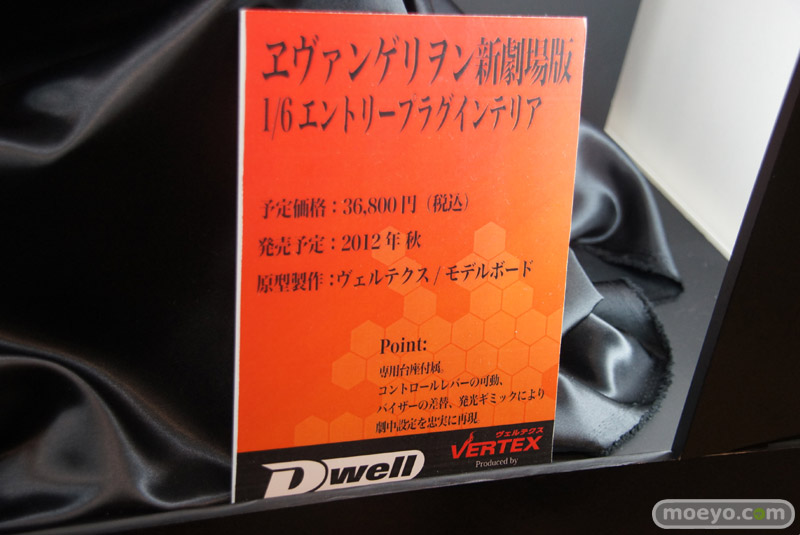 ヱヴァンゲリヲン新劇場版
1/6エントリープラグインテリア
予定価格：36,800円（税込）
発売予定：2012年 秋
原型製作：ヴェルテクス / モデルボード
Point:
専用台座付属。
コントロールレバーの可動、
バイザーの差替、発光ギミックにより
劇中設定を忠実に再現
Dwell
ヴェルテクス
VERTEX
Produced by
moeyo.com